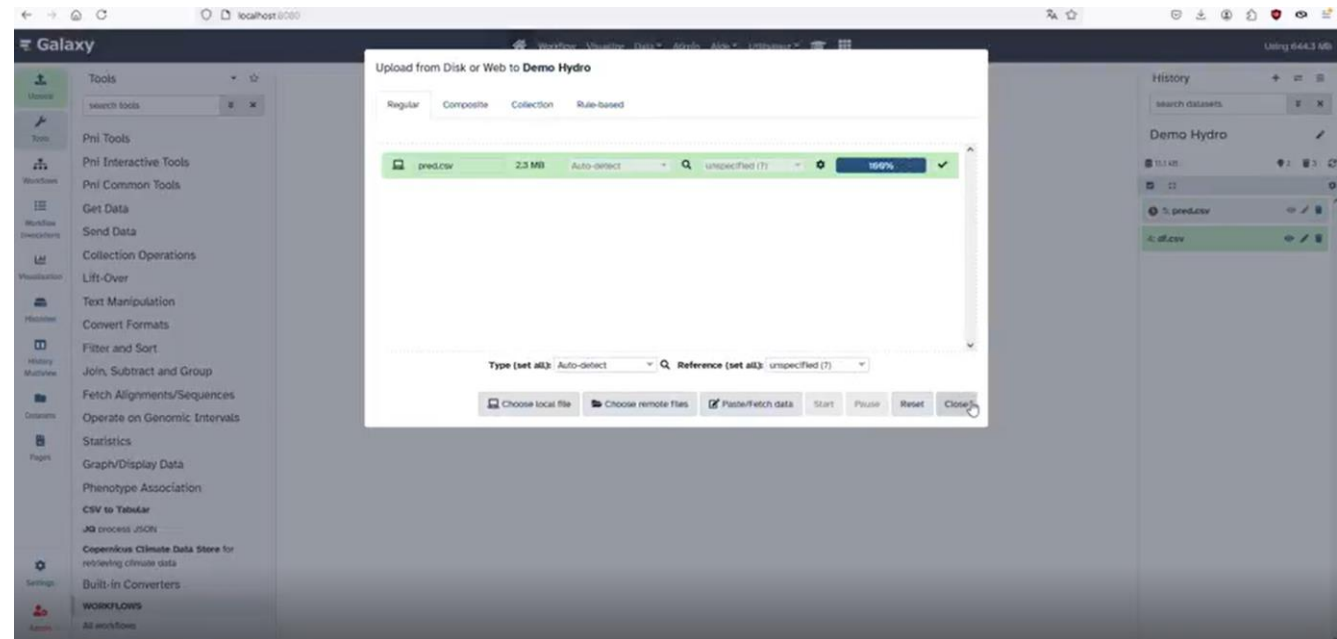 localhost:8080
Galaxy
Workflow Visualize Data Admin Aide Utilisateur
Using 644.3 MB
Upload
Tools
Workflows
Workflow
Invocations
Visualization
Histories
History
Multiview
Datasets
Pages
Settings
Admin
Tools
search tools
Pni Tools
Pni Interactive Tools
Pni Common Tools
Get Data
Send Data
Collection Operations
Lift-Over
Text Manipulation
Convert Formats
Filter and Sort
Join, Subtract and Group
Fetch Alignments/Sequences
Operate on Genomic Intervals
Statistics
Graph/Display Data
Phenotype Association
CSV to Tabular
JQ process JSON
Copernicus Climate Data Store for
retrieving climate data
Built-in Converters
WORKFLOWS
All workflows
Upload from Disk or Web to Demo Hydro
Regular Composite Collection Rule-based
pred.csv 2.3 MB Auto-detect unspecified (?) 100%
Type (set all): Auto-detect Reference (set all): unspecified (?)
Choose local file Choose remote files Paste/Fetch data Start Pause Reset Close
History
search datasets
Demo Hydro
5: pred.csv
4: df.csv